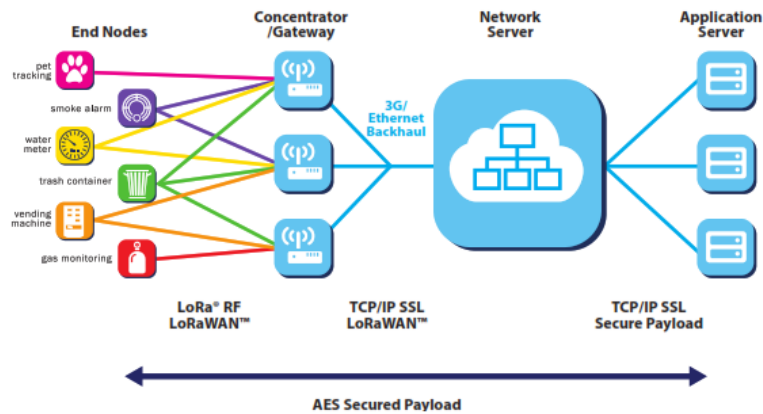 End Nodes
Concentrator
/Gateway
Network
Server
Application
Server
pet
tracking
smoke alarm
water
meter
trash container
vending
machine
gas monitoring
3G/
Ethernet
Backhaul
LoRa® RF
LoRaWAN™
TCP/IP SSL
LoRaWAN™
TCP/IP SSL
Secure Payload
AES Secured Payload